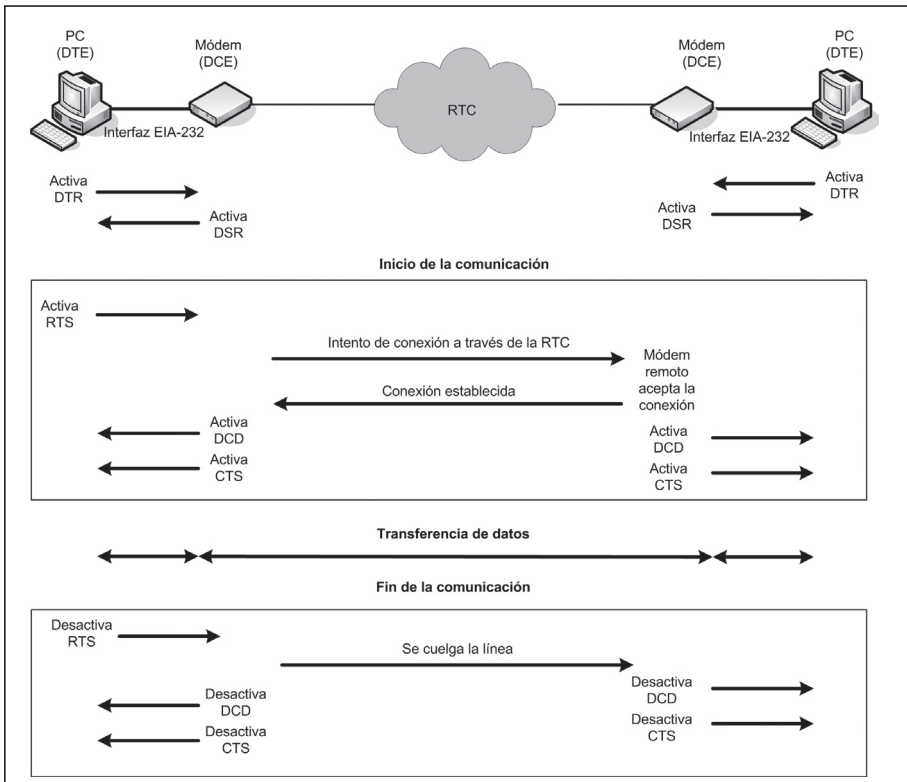 PC
(DTE)
Módem
(DCE)
Módem
(DCE)
PC
(DTE)
RTC
Interfaz EIA-232
Interfaz EIA-232
Activa
DTR
Activa
DSR
Activa
DTR
Activa
DSR
Inicio de la comunicación
Activa
RTS
Intento de conexión a través de la RTC
Módem
remoto
acepta la
conexión
Conexión establecida
Activa
DCD
Activa
CTS
Activa
DCD
Activa
CTS
Transferencia de datos
Fin de la comunicación
Desactiva
RTS
Se cuelga la línea
Desactiva
DCD
Desactiva
CTS
Desactiva
DCD
Desactiva
CTS